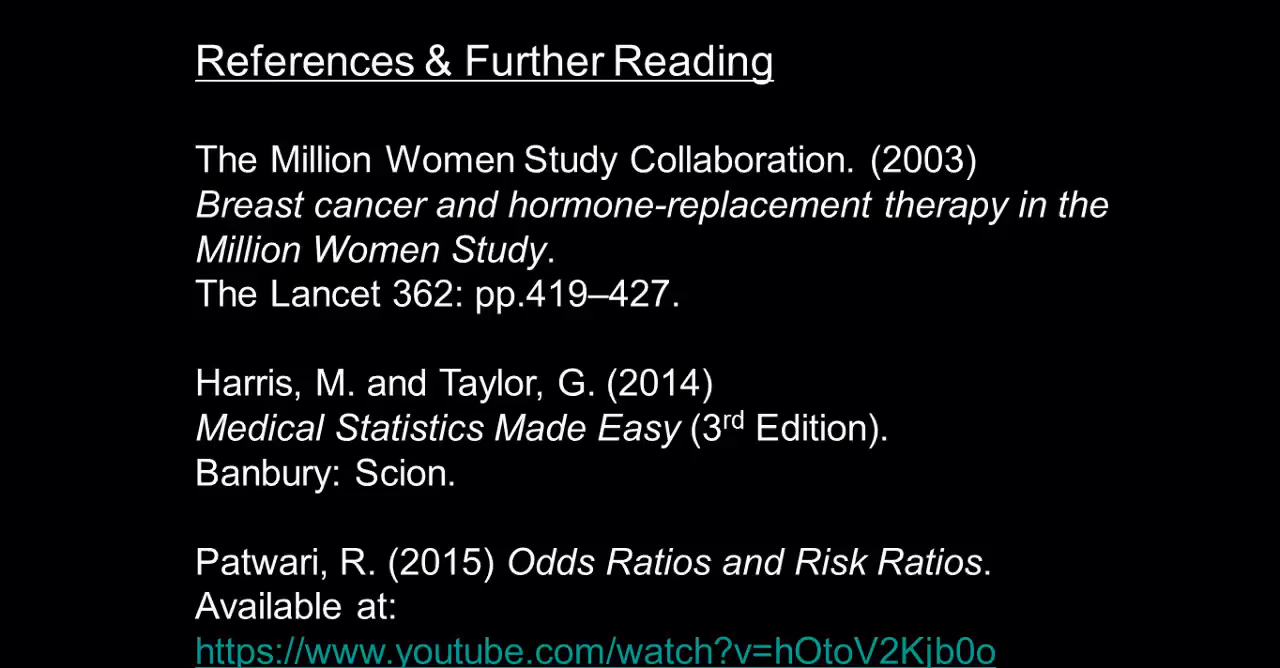 References & Further Reading
The Million Women Study Collaboration. (2003)
Breast cancer and hormone-replacement therapy in the
Million Women Study.
The Lancet 362: pp.419–427.
Harris, M. and Taylor, G. (2014)
Medical Statistics Made Easy (3rd Edition).
Banbury: Scion.
Patwari, R. (2015) Odds Ratios and Risk Ratios.
Available at:
https://www.youtube.com/watch?v=hOtoV2Kjb0o